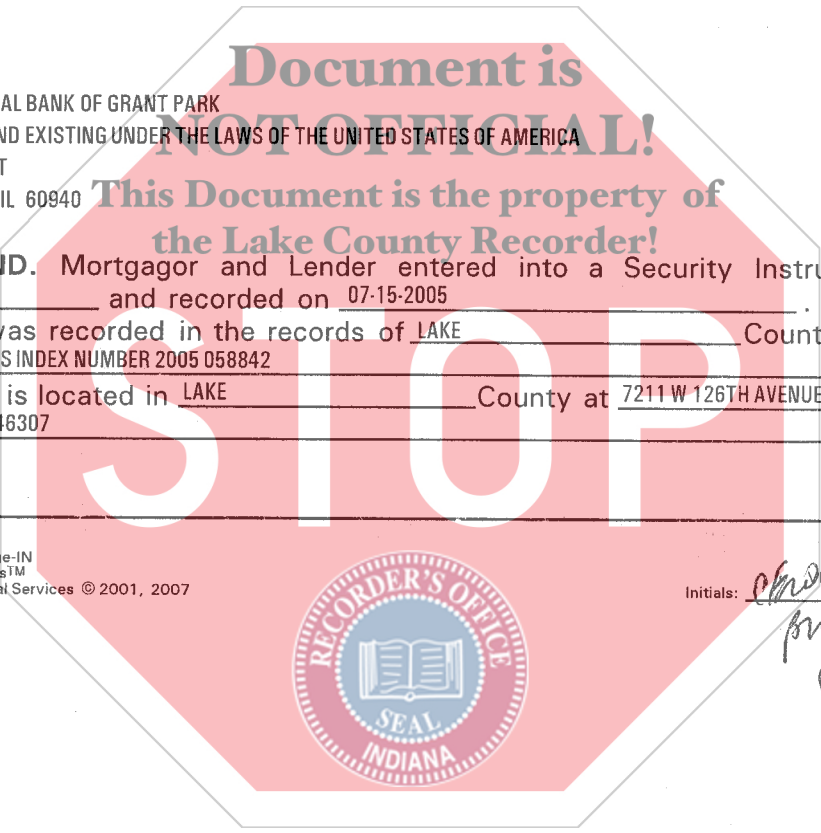 Document is
AL BANK OF GRANT PARK
ND EXISTING UNDER THE LAWS OF THE UNITED STATES OF AMERICA
NOT OFFICIAL!
T
IL 60940
This Document is the property of
the Lake County Recorder!
ND. Mortgagor and Lender entered into a Security Instru
and recorded on 07-15-2005 .
was recorded in the records of LAKE Count
S INDEX NUMBER 2005 058842
is located in LAKE County at 7211 W 126TH AVENUE
46307
STOP
ge-IN
s™
al Services © 2001, 2007
Initials:
RECORDER'S OFFICE
SEAL
INDIANA